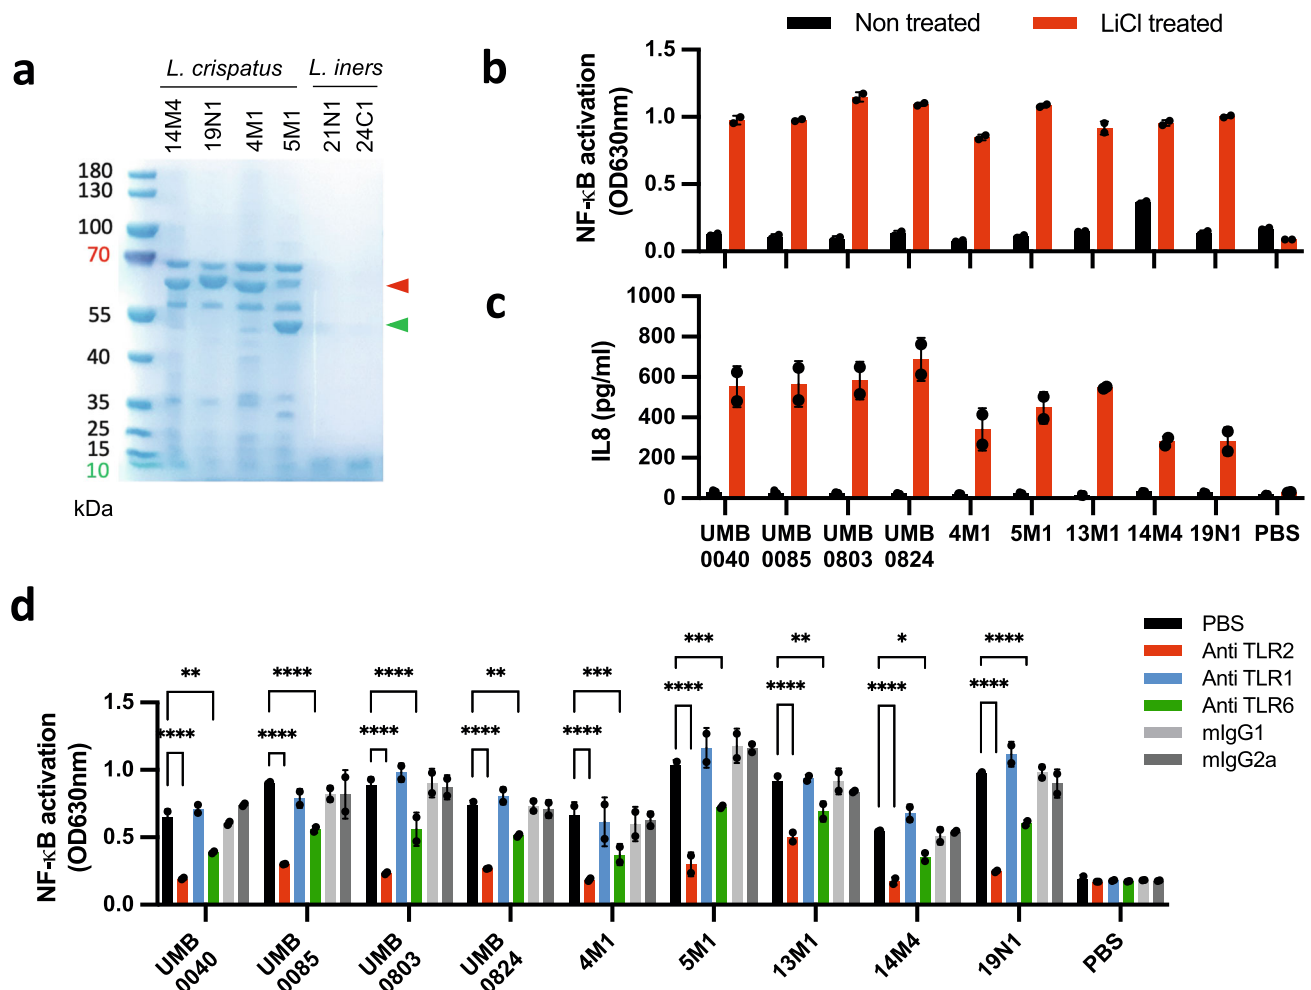 Non treated
LiCl treated
a
L. crispatus
L. iners
14M4
19N1
4M1
5M1
21N1
24C1
180
130
100
70
55
40
35
25
15
10
kDa
b
NF-κB activation
(OD630nm)
1.5
1.0
0.5
0.0
c
IL8 (pg/ml)
1000
800
600
400
200
0
UMB
0040
UMB
0085
UMB
0803
UMB
0824
4M1
5M1
13M1
14M4
19N1
PBS
d
NF-κB activation
(OD630nm)
1.5
1.0
0.5
0.0
**
****
****
****
****
****
**
****
***
****
***
****
**
****
*
****
****
****
UMB
0040
UMB
0085
UMB
0803
UMB
0824
4M1
5M1
13M1
14M4
19N1
PBS
PBS
Anti TLR2
Anti TLR1
Anti TLR6
mIgG1
mIgG2a